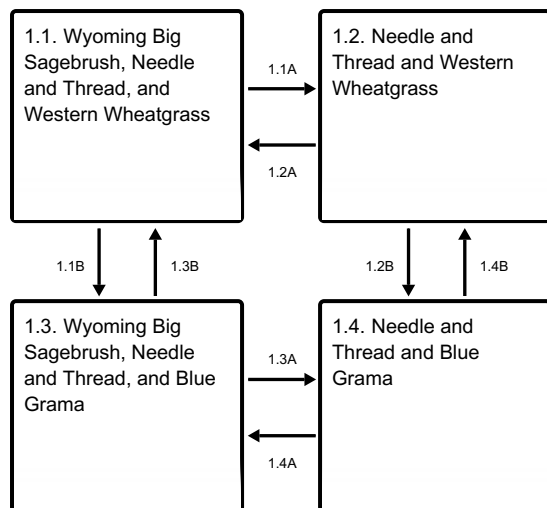 1.1. Wyoming Big
Sagebrush, Needle
and Thread, and
Western Wheatgrass
1.1A
1.2A
1.2. Needle and
Thread and Western
Wheatgrass
1.1B
1.3B
1.2B
1.4B
1.3. Wyoming Big
Sagebrush, Needle
and Thread, and Blue
Grama
1.3A
1.4A
1.4. Needle and
Thread and Blue
Grama